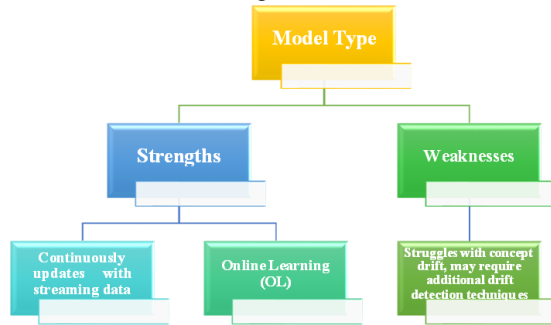 Model Type
Strengths
Weaknesses
Continuously
updates with
streaming data
Online Learning
(OL)
Struggles with concept
drift, may require
additional drift
detection techniques